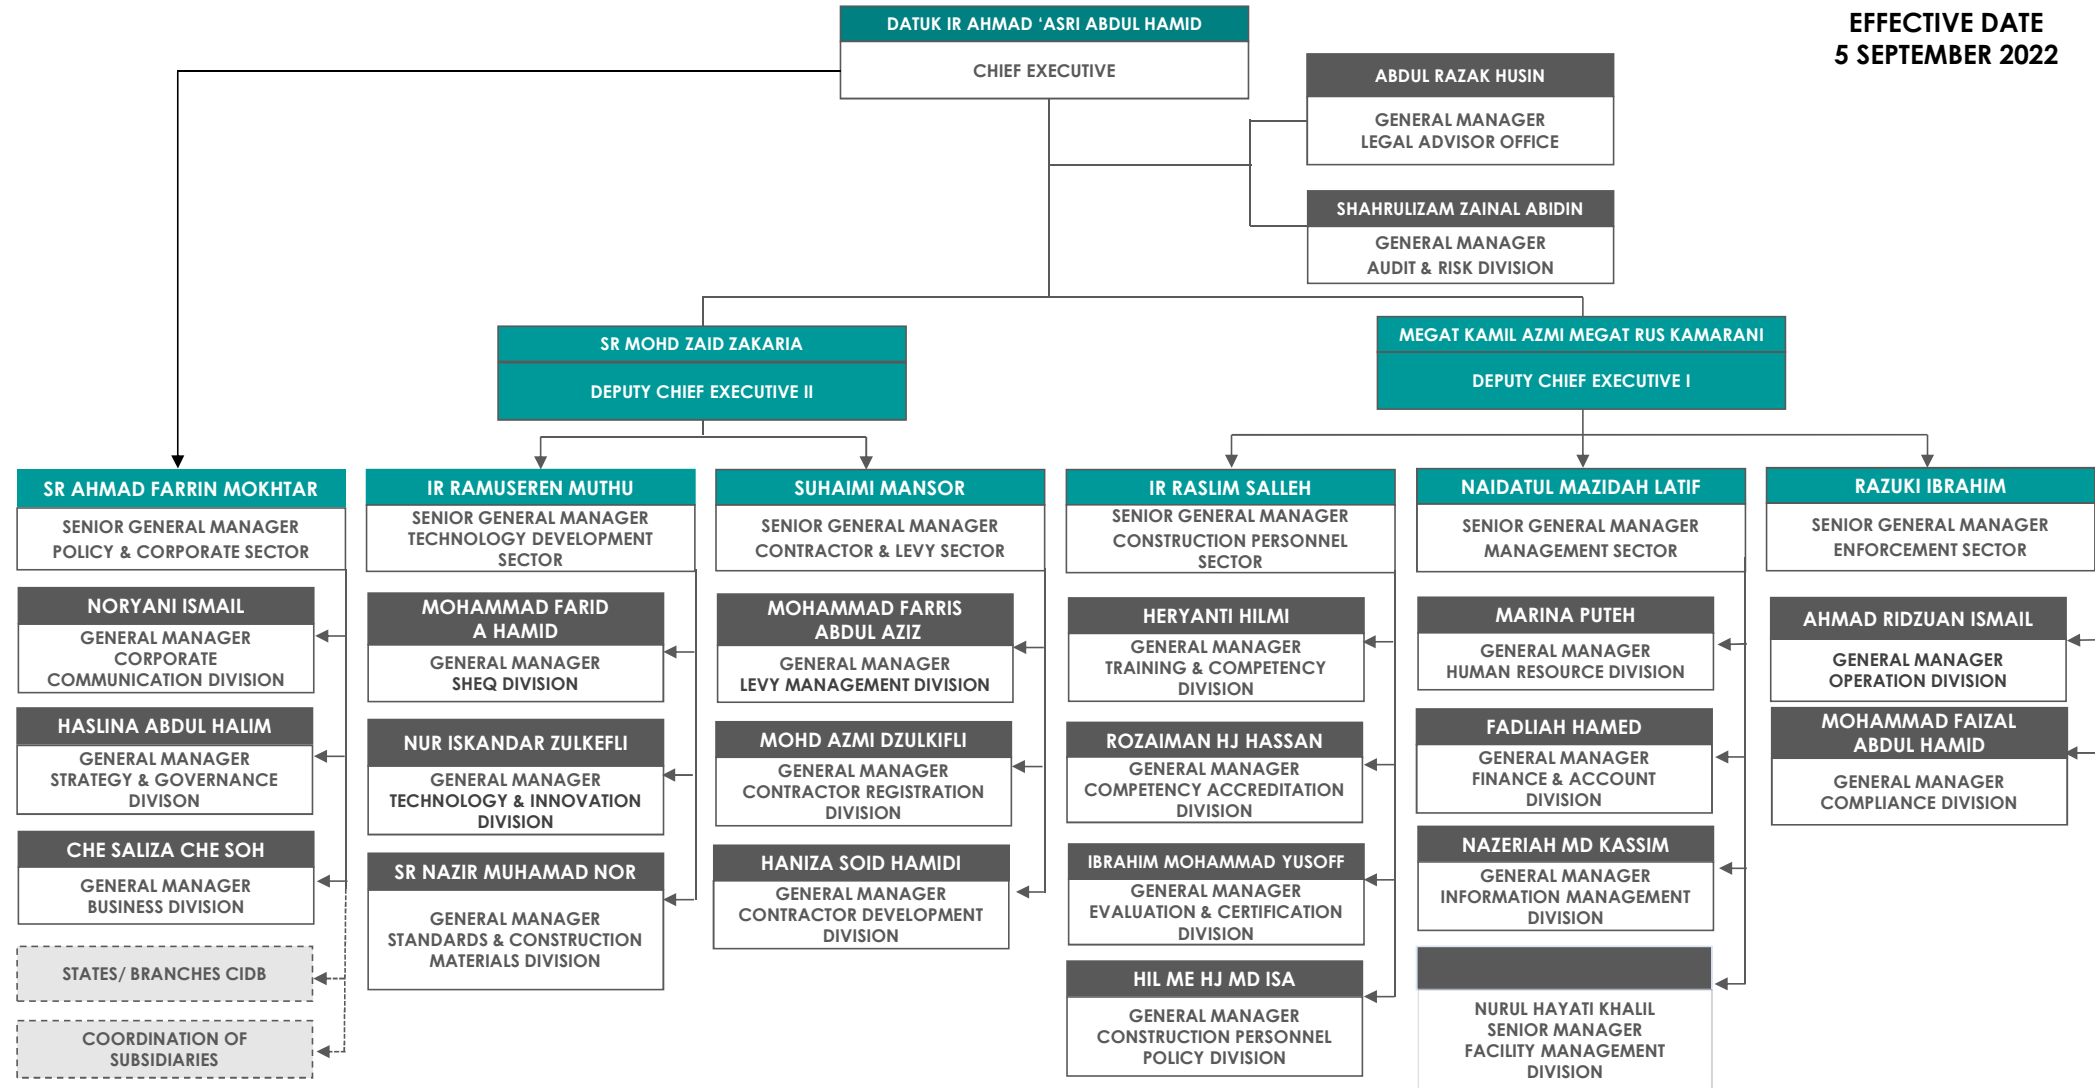 DATUK IR AHMAD ‘ASRI ABDUL HAMID
CHIEF EXECUTIVE
EFFECTIVE DATE
5 SEPTEMBER 2022
ABDUL RAZAK HUSIN
GENERAL MANAGER
LEGAL ADVISOR OFFICE
SHAHRULIZAM ZAINAL ABIDIN
GENERAL MANAGER
AUDIT & RISK DIVISION
SR MOHD ZAID ZAKARIA
DEPUTY CHIEF EXECUTIVE II
MEGAT KAMIL AZMI MEGAT RUS KAMARANI
DEPUTY CHIEF EXECUTIVE I
SR AHMAD FARRIN MOKHTAR
SENIOR GENERAL MANAGER
POLICY & CORPORATE SECTOR
NORYANI ISMAIL
GENERAL MANAGER
CORPORATE
COMMUNICATION DIVISION
HASLINA ABDUL HALIM
GENERAL MANAGER
STRATEGY & GOVERNANCE
DIVISON
CHE SALIZA CHE SOH
GENERAL MANAGER
BUSINESS DIVISION
STATES/ BRANCHES CIDB
COORDINATION OF
SUBSIDIARIES
IR RAMUSEREN MUTHU
SENIOR GENERAL MANAGER
TECHNOLOGY DEVELOPMENT
SECTOR
MOHAMMAD FARID
A HAMID
GENERAL MANAGER
SHEQ DIVISION
NUR ISKANDAR ZULKEFLI
GENERAL MANAGER
TECHNOLOGY & INNOVATION
DIVISION
SR NAZIR MUHAMAD NOR
GENERAL MANAGER
STANDARDS & CONSTRUCTION
MATERIALS DIVISION
SUHAIMI MANSOR
SENIOR GENERAL MANAGER
CONTRACTOR & LEVY SECTOR
MOHAMMAD FARRIS
ABDUL AZIZ
GENERAL MANAGER
LEVY MANAGEMENT DIVISION
MOHD AZMI DZULKIFLI
GENERAL MANAGER
CONTRACTOR REGISTRATION
DIVISION
HANIZA SOID HAMIDI
GENERAL MANAGER
CONTRACTOR DEVELOPMENT
DIVISION
IR RASLIM SALLEH
SENIOR GENERAL MANAGER
CONSTRUCTION PERSONNEL
SECTOR
HERYANTI HILMI
GENERAL MANAGER
TRAINING & COMPETENCY
DIVISION
ROZAIMAN HJ HASSAN
GENERAL MANAGER
COMPETENCY ACCREDITATION
DIVISION
IBRAHIM MOHAMMAD YUSOFF
GENERAL MANAGER
EVALUATION & CERTIFICATION
DIVISION
HIL ME HJ MD ISA
GENERAL MANAGER
CONSTRUCTION PERSONNEL
POLICY DIVISION
NAIDATUL MAZIDAH LATIF
SENIOR GENERAL MANAGER
MANAGEMENT SECTOR
MARINA PUTEH
GENERAL MANAGER
HUMAN RESOURCE DIVISION
FADLIAH HAMED
GENERAL MANAGER
FINANCE & ACCOUNT
DIVISION
NAZERIAH MD KASSIM
GENERAL MANAGER
INFORMATION MANAGEMENT
DIVISION
NURUL HAYATI KHALIL
SENIOR MANAGER
FACILITY MANAGEMENT
DIVISION
RAZUKI IBRAHIM
SENIOR GENERAL MANAGER
ENFORCEMENT SECTOR
AHMAD RIDZUAN ISMAIL
GENERAL MANAGER
OPERATION DIVISION
MOHAMMAD FAIZAL
ABDUL HAMID
GENERAL MANAGER
COMPLIANCE DIVISION